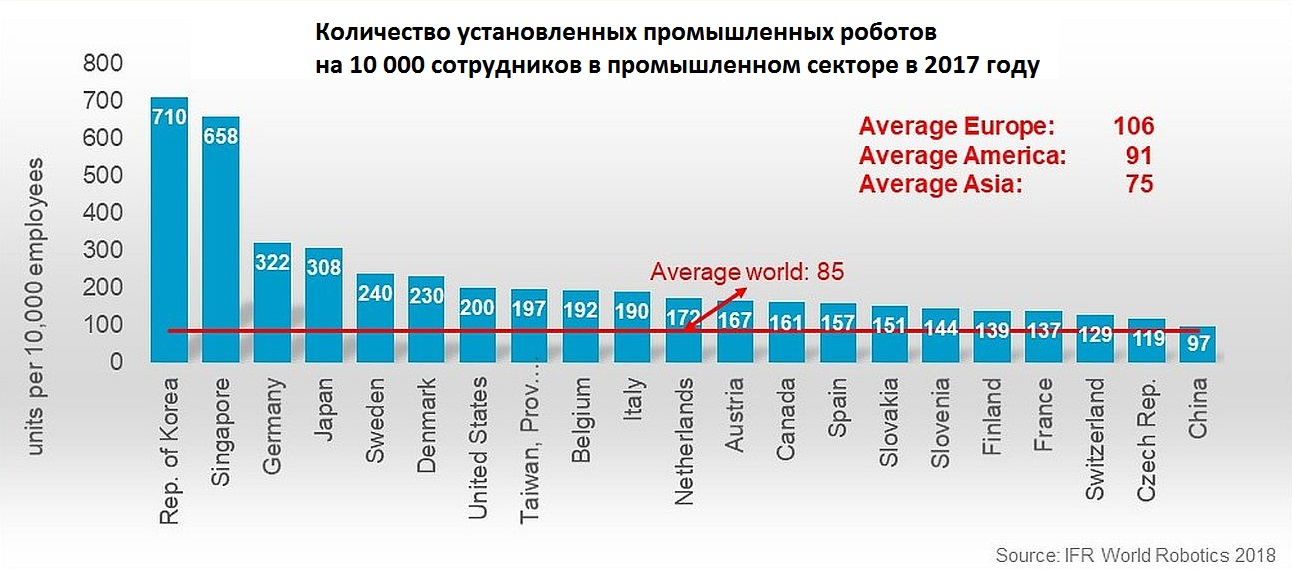 Количество установленных промышленных роботов
на 10 000 сотрудников в промышленном секторе в 2017 году
units per 10,000 employees
800
700
600
500
400
300
200
100
0
Average Europe: 106
Average America: 91
Average Asia: 75
Average world: 85
710
658
322
308
240
230
200
197
192
190
172
167
161
157
151
144
139
137
129
119
97
Rep. of Korea
Singapore
Germany
Japan
Sweden
Denmark
United States
Taiwan, Prov....
Belgium
Italy
Netherlands
Austria
Canada
Spain
Slovakia
Slovenia
Finland
France
Switzerland
Czech Rep.
China
Source: IFR World Robotics 2018